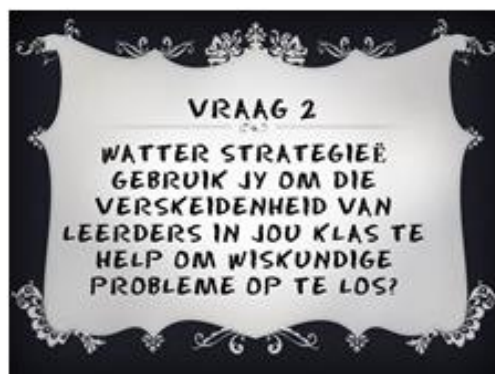 VRAAG 2
WATTER STRATEGIEË
GEBRUIK JY OM DIE
VERSKEIDENHEID VAN
LEERDERS IN JOU KLAS TE
HELP OM WISKUNDIGE
PROBLEME OP TE LOS?